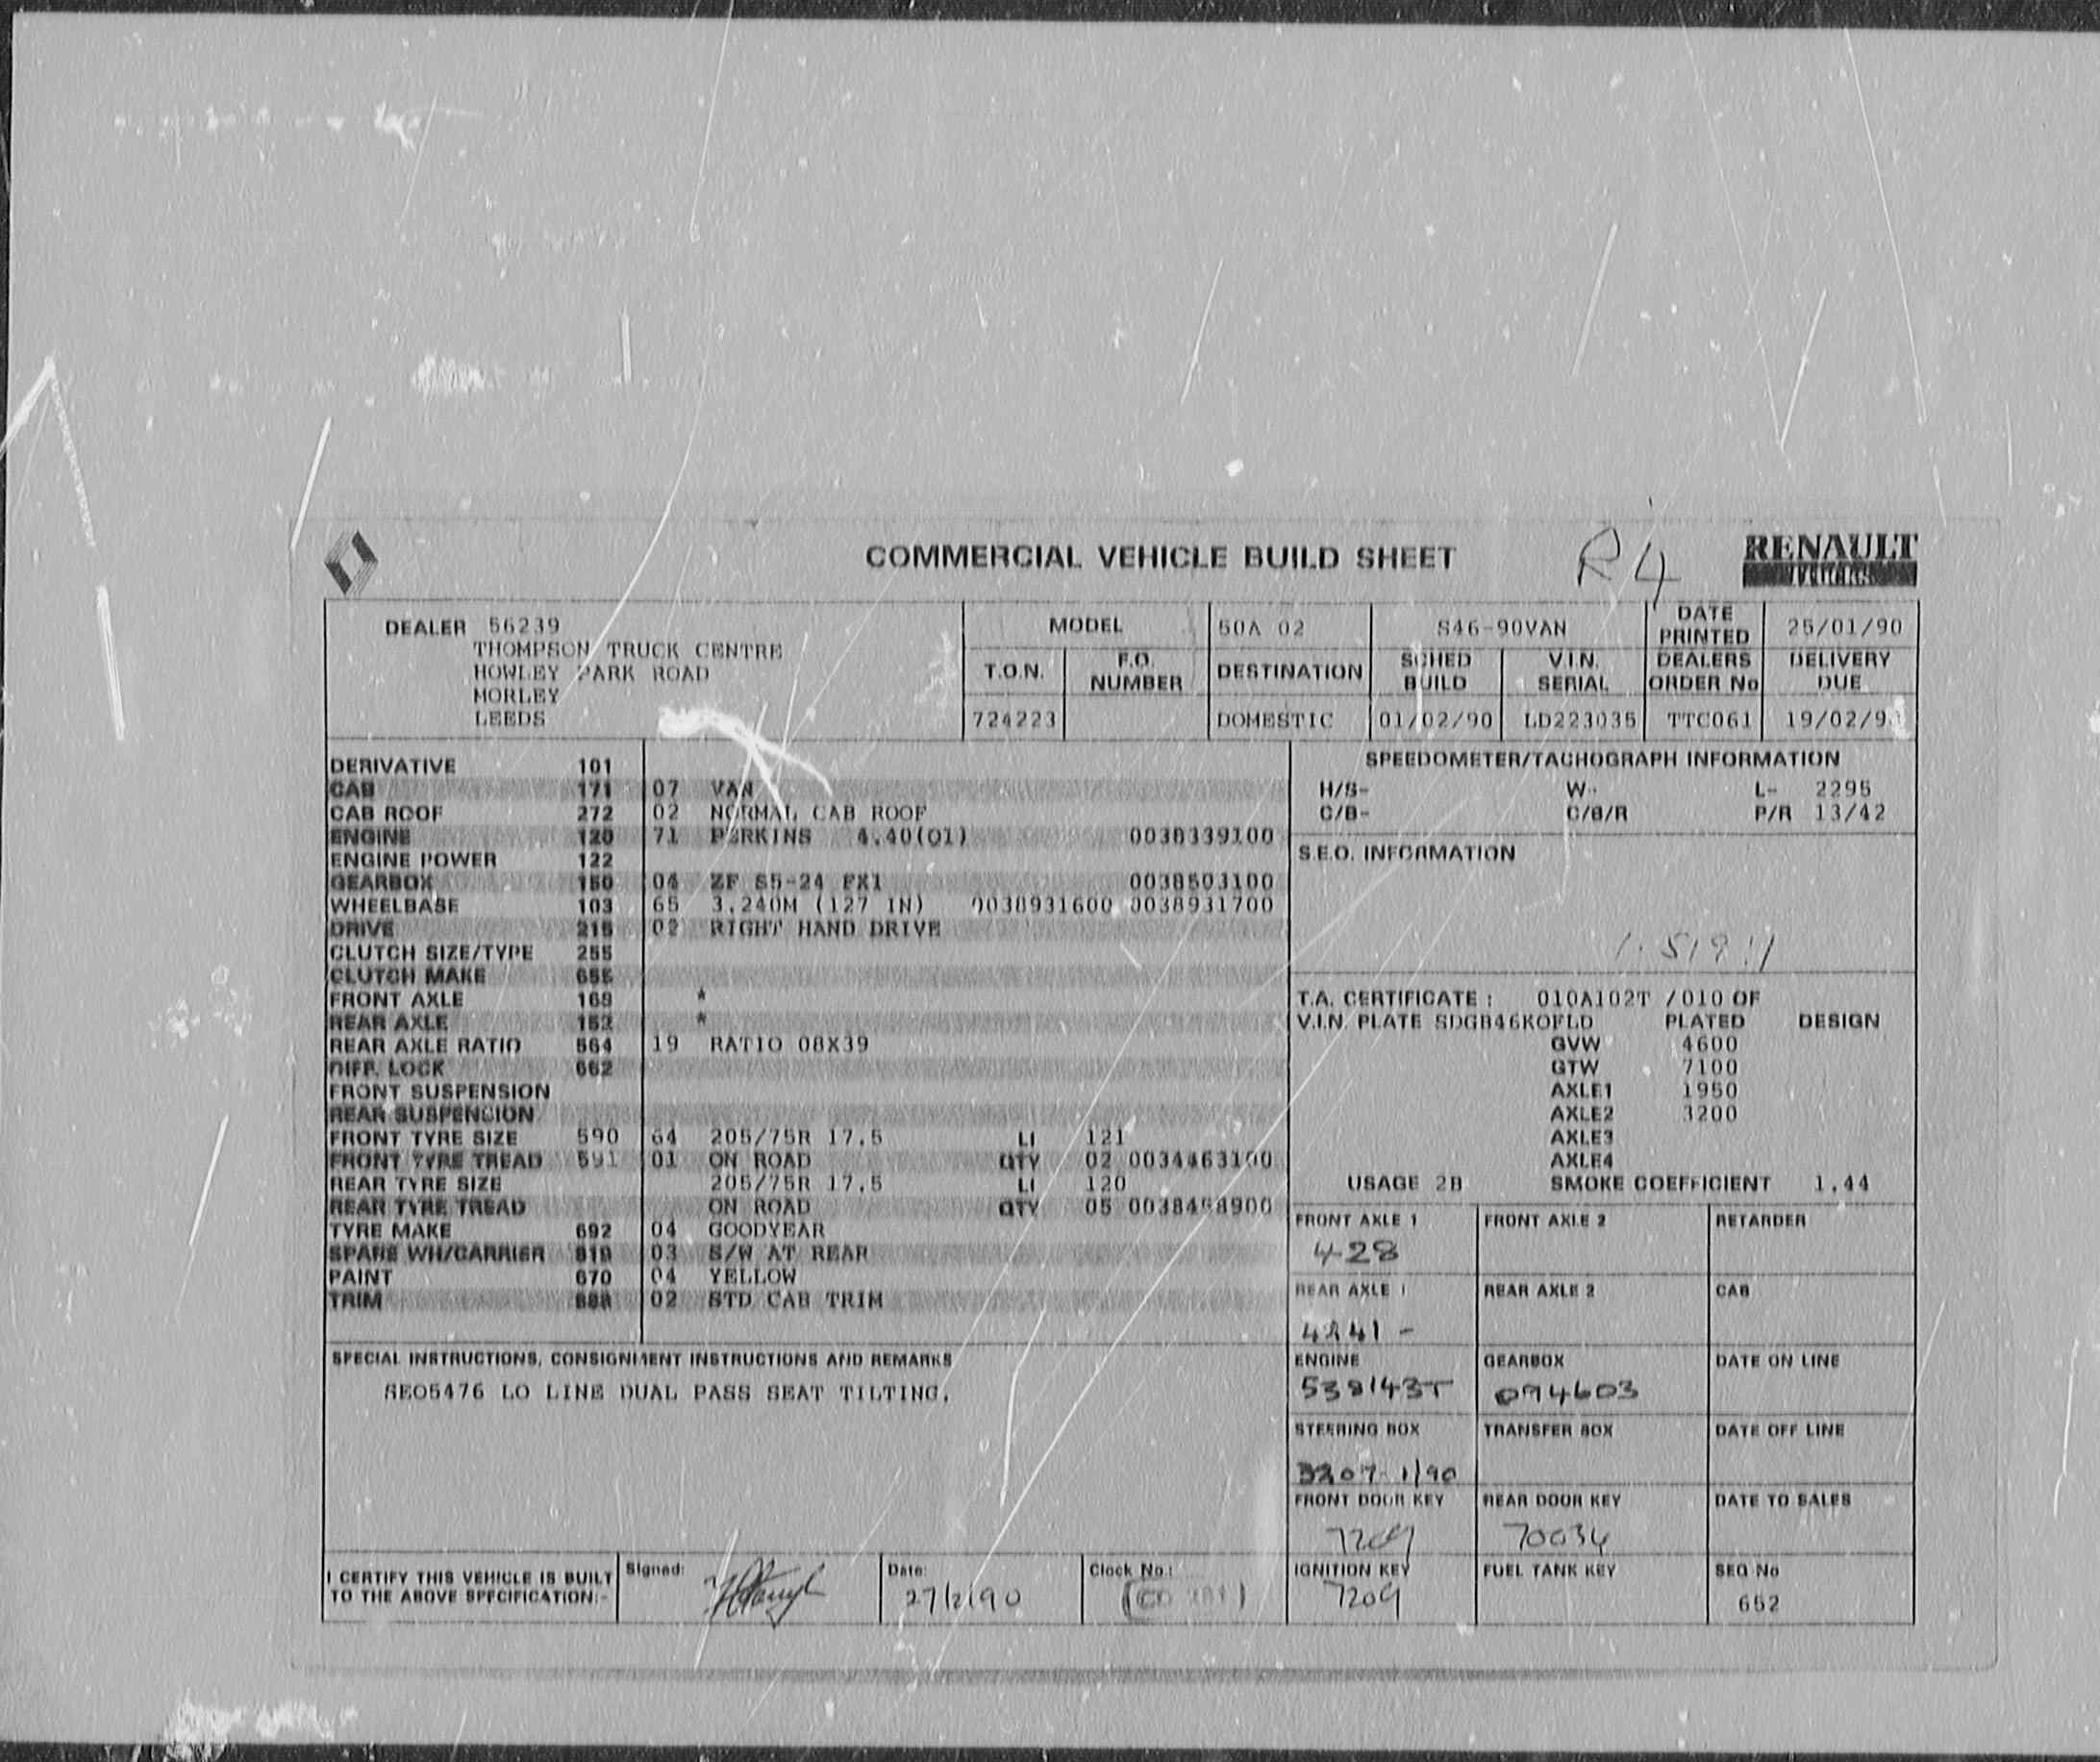 COMMERCIAL VEHICLE BUILD SHEET
R4
RENAULT
TRUCKS
DEALER 56239
THOMPSON TRUCK CENTRE
HOWLEY PARK ROAD
MORLEY
LEEDS
MODEL 50A 02 S46-90VAN DATE PRINTED 25/01/90
T.O.N. F.O. NUMBER DESTINATION SCHED BUILD V.I.N. SERIAL DEALERS ORDER No DELIVERY DUE
724223 DOMESTIC 01/02/90 LD223035 TTC061 19/02/9
DERIVATIVE 101
CAB 171 07 VAN
CAB ROOF 272 02 NORMAL CAB ROOF
ENGINE 120 71 PERKINS 4.40(01) 0038339100
ENGINE POWER 122
GEARBOX 150 04 ZF S5-24 FX1 0038503100
WHEELBASE 103 65 3.240M (127 IN) 0038931600 0038931700
DRIVE 215 02 RIGHT HAND DRIVE
CLUTCH SIZE/TYPE 255
CLUTCH MAKE 655
FRONT AXLE 169 *
REAR AXLE 152 *
REAR AXLE RATIO 564 19 RATIO 08X39
DIFF. LOCK 662
FRONT SUSPENSION
REAR SUSPENSION
FRONT TYRE SIZE 590 64 205/75R 17.5 LI 121
FRONT TYRE TREAD 591 01 ON ROAD QTY 02 0034463100
REAR TYRE SIZE 205/75R 17.5 LI 120
REAR TYRE TREAD ON ROAD QTY 05
TYRE MAKE 692 04 GOODYEAR
SPARE WH/CARRIER 03 S/W AT REAR
PAINT 670 04 YELLOW
TRIM 02 STD CAB TRIM
SPECIAL INSTRUCTIONS, CONSIGNMENT INSTRUCTIONS AND REMARKS
SEO5476 LO LINE DUAL PASS SEAT TILTING.
SPEEDOMETER/TACHOGRAPH INFORMATION
H/S- W- L- 2295
C/B- C/B/R P/R 13/42
S.E.O. INFORMATION
T.A. CERTIFICATE: 010A102T /010 OF
V.I.N. PLATE SDGB46KOFLD PLATED DESIGN
GVW 4600
GTW 7100
AXLE1 1950
AXLE2 3200
AXLE3
AXLE4
USAGE 2B SMOKE COEFFICIENT 1.44
FRONT AXLE 1 FRONT AXLE 2 RETARDER
428
REAR AXLE 1 REAR AXLE 2 CAB
ENGINE GEARBOX DATE ON LINE
538143T 094603
STEERING BOX TRANSFER BOX DATE OFF LINE
3207-1/90
FRONT DOOR KEY REAR DOOR KEY DATE TO SALES
7209 70034
IGNITION KEY FUEL TANK KEY SEQ No
7209 652
I CERTIFY THIS VEHICLE IS BUILT
TO THE ABOVE SPECIFICATION:-
Signed: Date: Clock No.:
27/2/90